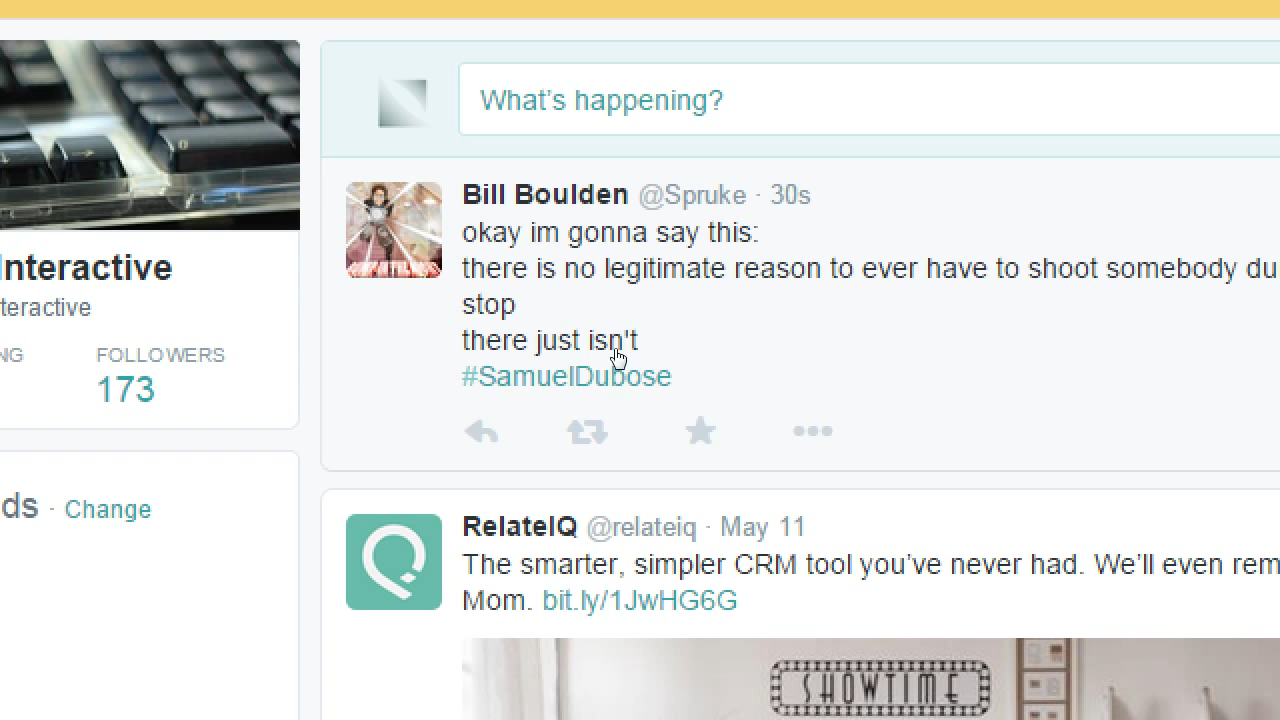 Interactive
teractive
NG
FOLLOWERS
173
ds · Change
What's happening?
Bill Boulden @Spruke · 30s
okay im gonna say this:
there is no legitimate reason to ever have to shoot somebody du
stop
there just isn't
#SamuelDubose
RelateIQ @relateiq · May 11
The smarter, simpler CRM tool you've never had. We'll even rem
Mom. bit.ly/1JwHG6G
SHOWTIME